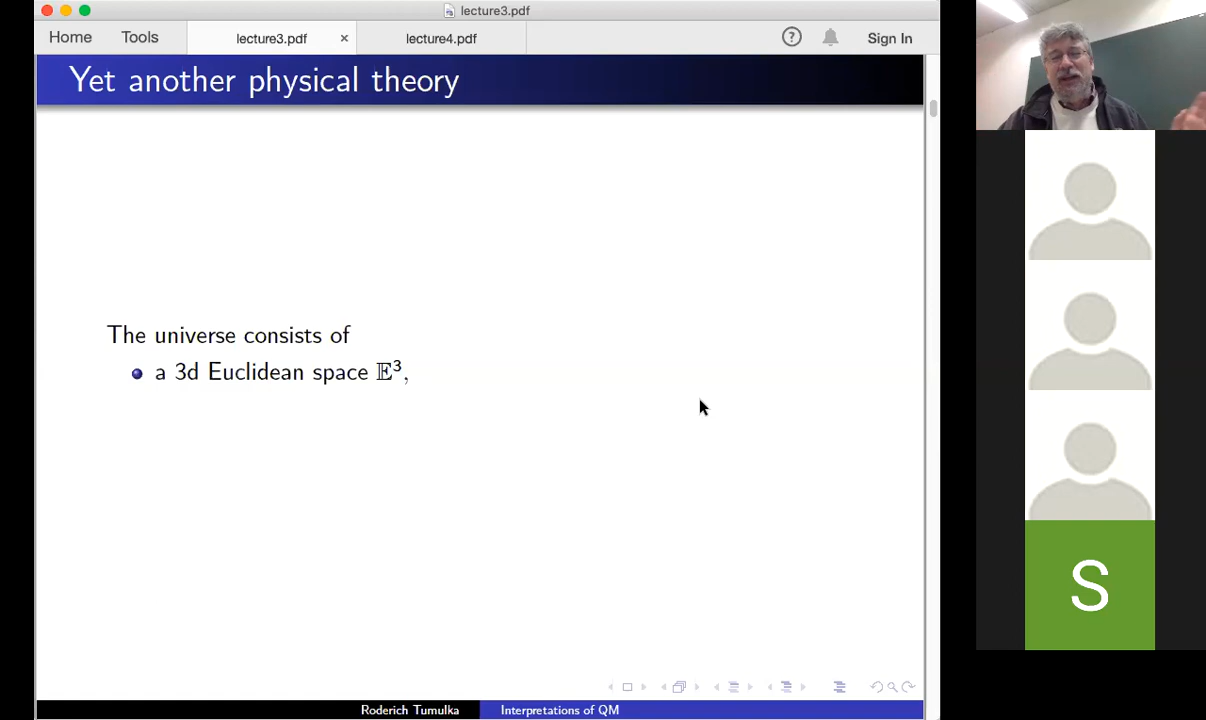 lecture3.pdf
Home Tools lecture3.pdf × lecture4.pdf ? Sign In
Yet another physical theory
The universe consists of
a 3d Euclidean space 𝔼³,
S
Roderich Tumulka Interpretations of QM